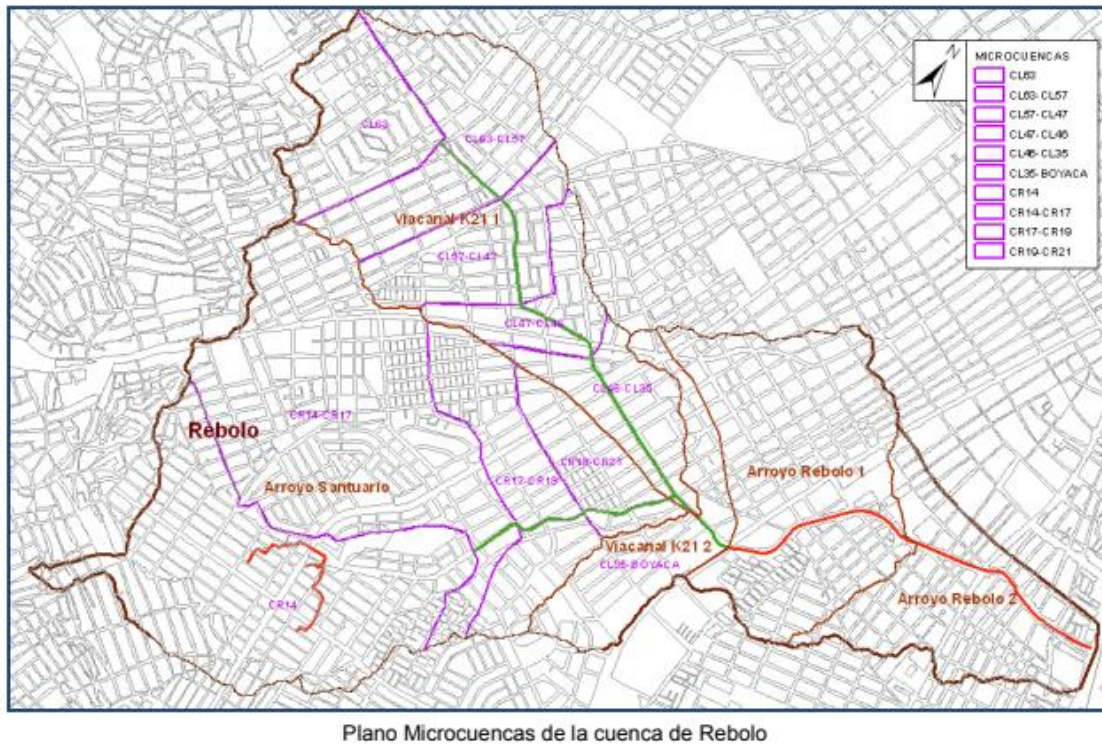 N
MICROCUENCAS
CL63
CL63-CL57
CL57-CL47
CL47-CL46
CL46-CL35
CL35-BOYACA
CR14
CR14-CR17
CR17-CR19
CR19-CR21
CL63
CL63-CL57
Viacanal K21 1
CL57-CL47
CL47-CL46
CL46-CL35
CR14-CR17
Rebolo
Arroyo Santuario
CR17-CR19
CR19-CR21
Arroyo Rebolo 1
Viacanal K21 2
CL35-BOYACA
CR14
Arroyo Rebolo 2
Plano Microcuencas de la cuenca de Rebolo